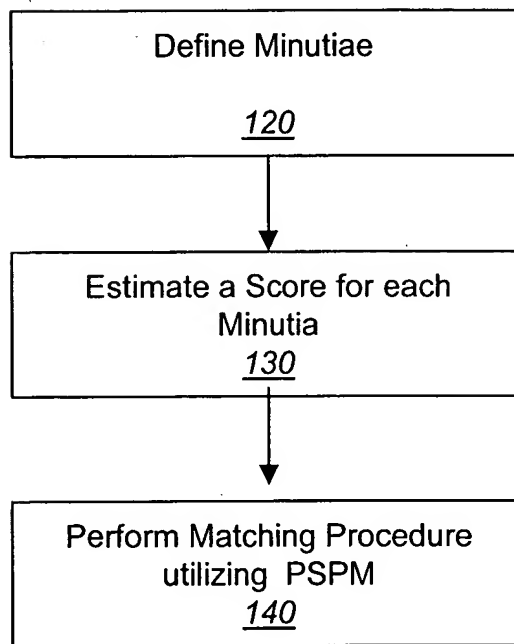 Define Minutiae
120
Estimate a Score for each
Minutia
130
Perform Matching Procedure
utilizing PSPM
140